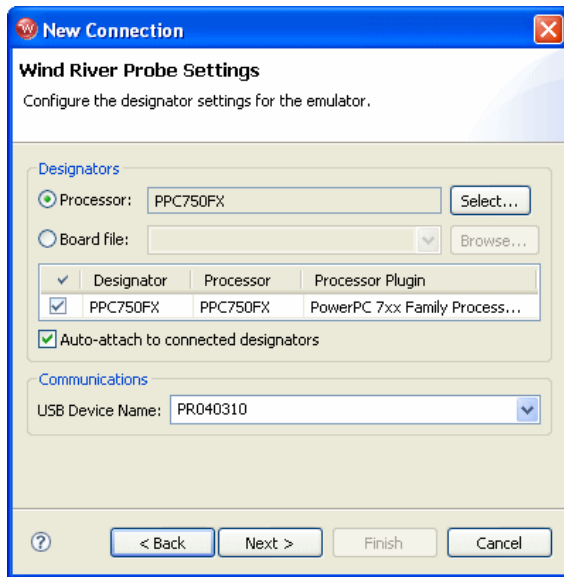 New Connection
Wind River Probe Settings
Configure the designator settings for the emulator.
Designators
Processor: PPC750FX Select...
Board file: Browse...
Designator Processor Processor Plugin
PPC750FX PPC750FX PowerPC 7xx Family Process...
Auto-attach to connected designators
Communications
USB Device Name: PR040310
? < Back Next > Finish Cancel